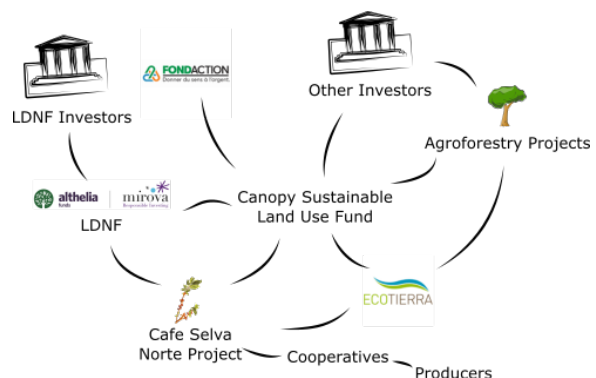 FONDACTION
Donner du sens à l'argent.
Other Investors
LDNF Investors
Agroforestry Projects
althelia
funds
mirova
Responsible Investing
LDNF
Canopy Sustainable
Land Use Fund
ECOTIERRA
Cafe Selva
Norte Project
Cooperatives
Producers